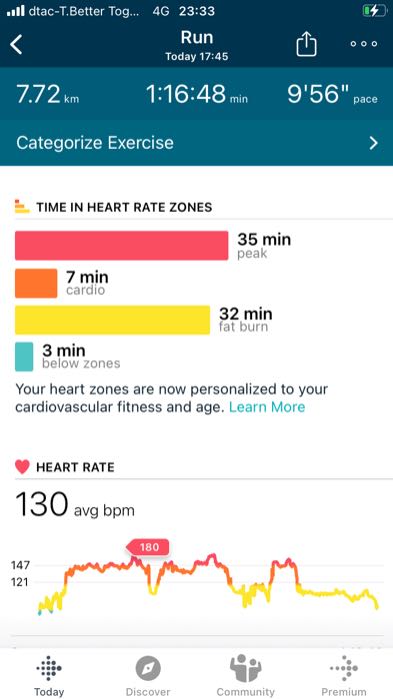 dtac-T.Better Tog... 4G 23:33
Run
Today 17:45
7.72 km 1:16:48 min 9'56" pace
Categorize Exercise
TIME IN HEART RATE ZONES
35 min
peak
7 min
cardio
32 min
fat burn
3 min
below zones
Your heart zones are now personalized to your
cardiovascular fitness and age. Learn More
HEART RATE
130 avg bpm
180
147
121
Today Discover Community Premium